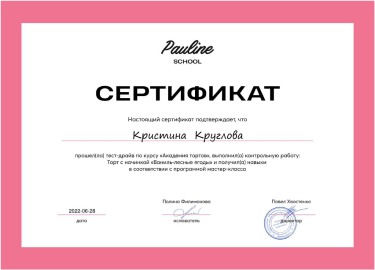 Pauline
SCHOOL
СЕРТИФИКАТ
Настоящий сертификат подтверждает, что
Кристина Круглова
прошел(ла) тест-драйв по курсу «Академия тортов», выполнил(а) контрольную работу:
Торт с начинкой «Ваниль-лесные ягоды» и получил(а) навыки
в соответствии с программой мастер-класса
Полина Филимонова
Павел Хвостенко
2022-06-28
дата
основатель
директор